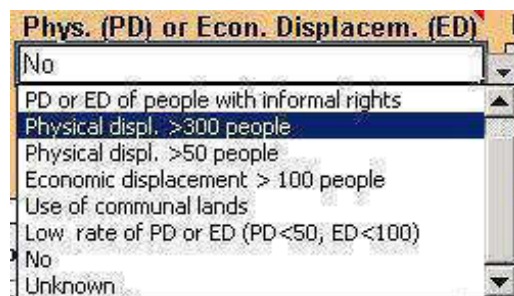 Phys. (PD) or Econ. Displacem. (ED)
No
PD or ED of people with informal rights
Physical displ. >300 people
Physical displ. >50 people
Economic displacement > 100 people
Use of communal lands
Low rate of PD or ED (PD<50, ED<100)
No
Unknown